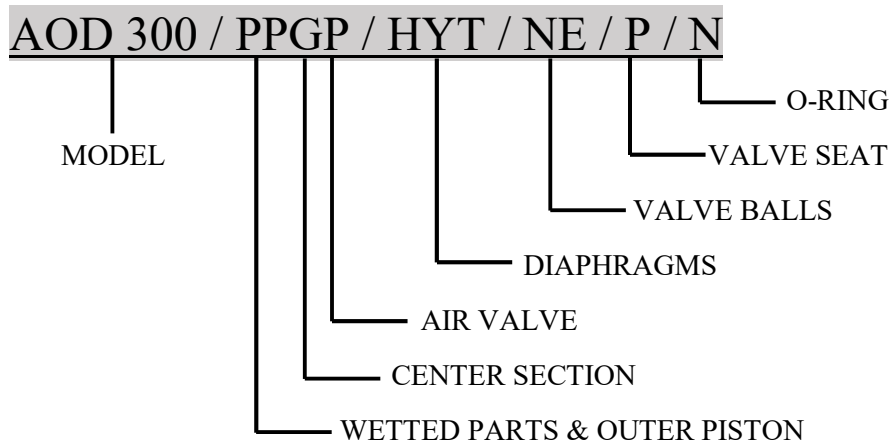 AOD 300 / PPGP / HYT / NE / P / N
O-RING
MODEL
VALVE SEAT
VALVE BALLS
DIAPHRAGMS
AIR VALVE
CENTER SECTION
WETTED PARTS & OUTER PISTON